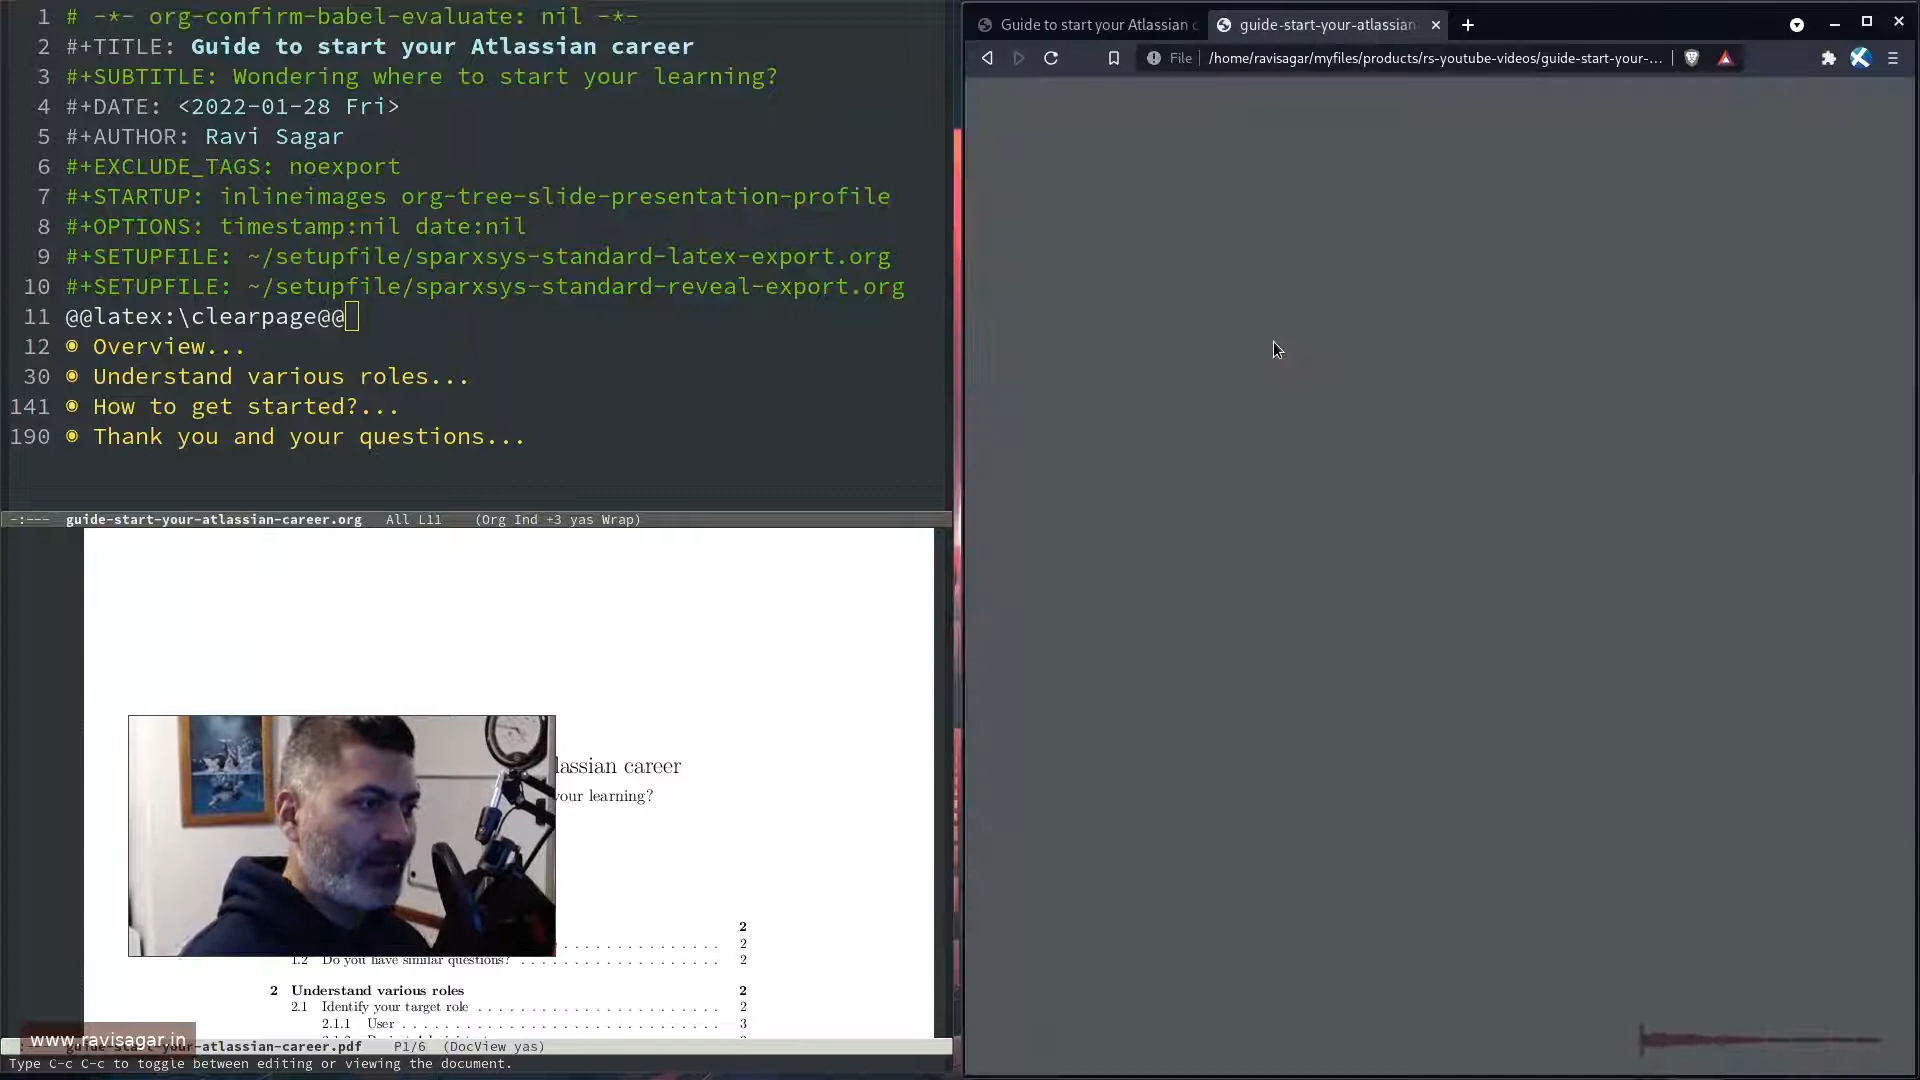 1 # -*- org-confirm-babel-evaluate: nil -*-
2 #+TITLE: Guide to start your Atlassian career
3 #+SUBTITLE: Wondering where to start your learning?
4 #+DATE: <2022-01-28 Fri>
5 #+AUTHOR: Ravi Sagar
6 #+EXCLUDE_TAGS: noexport
7 #+STARTUP: inlineimages org-tree-slide-presentation-profile
8 #+OPTIONS: timestamp:nil date:nil
9 #+SETUPFILE: ~/setupfile/sparxsys-standard-latex-export.org
10 #+SETUPFILE: ~/setupfile/sparxsys-standard-reveal-export.org
11 @@latex:\clearpage@@
12 ◉ Overview...
30 ◉ Understand various roles...
141 ◉ How to get started?...
190 ◉ Thank you and your questions...
-:--- guide-start-your-atlassian-career.org All L11 (Org Ind +3 yas Wrap)
lassian career
your learning?
2
. . . . . . . . . . . . . . . 2
1.2 Do you have similar questions? . . . . . . . . . . . . . . . . . . 2
2 Understand various roles 2
2.1 Identify your target role . . . . . . . . . . . . . . . . . . . . . . 2
2.1.1 User . . . . . . . . . . . . . . . . . . . . . . . . . . . . 3
www.ravisagar.in
guide-start-your-atlassian-career.pdf P1/6 (DocView yas)
Type C-c C-c to toggle between editing or viewing the document.
Guide to start your Atlassian c
guide-start-your-atlassian
File /home/ravisagar/myfiles/products/rs-youtube-videos/guide-start-your-...